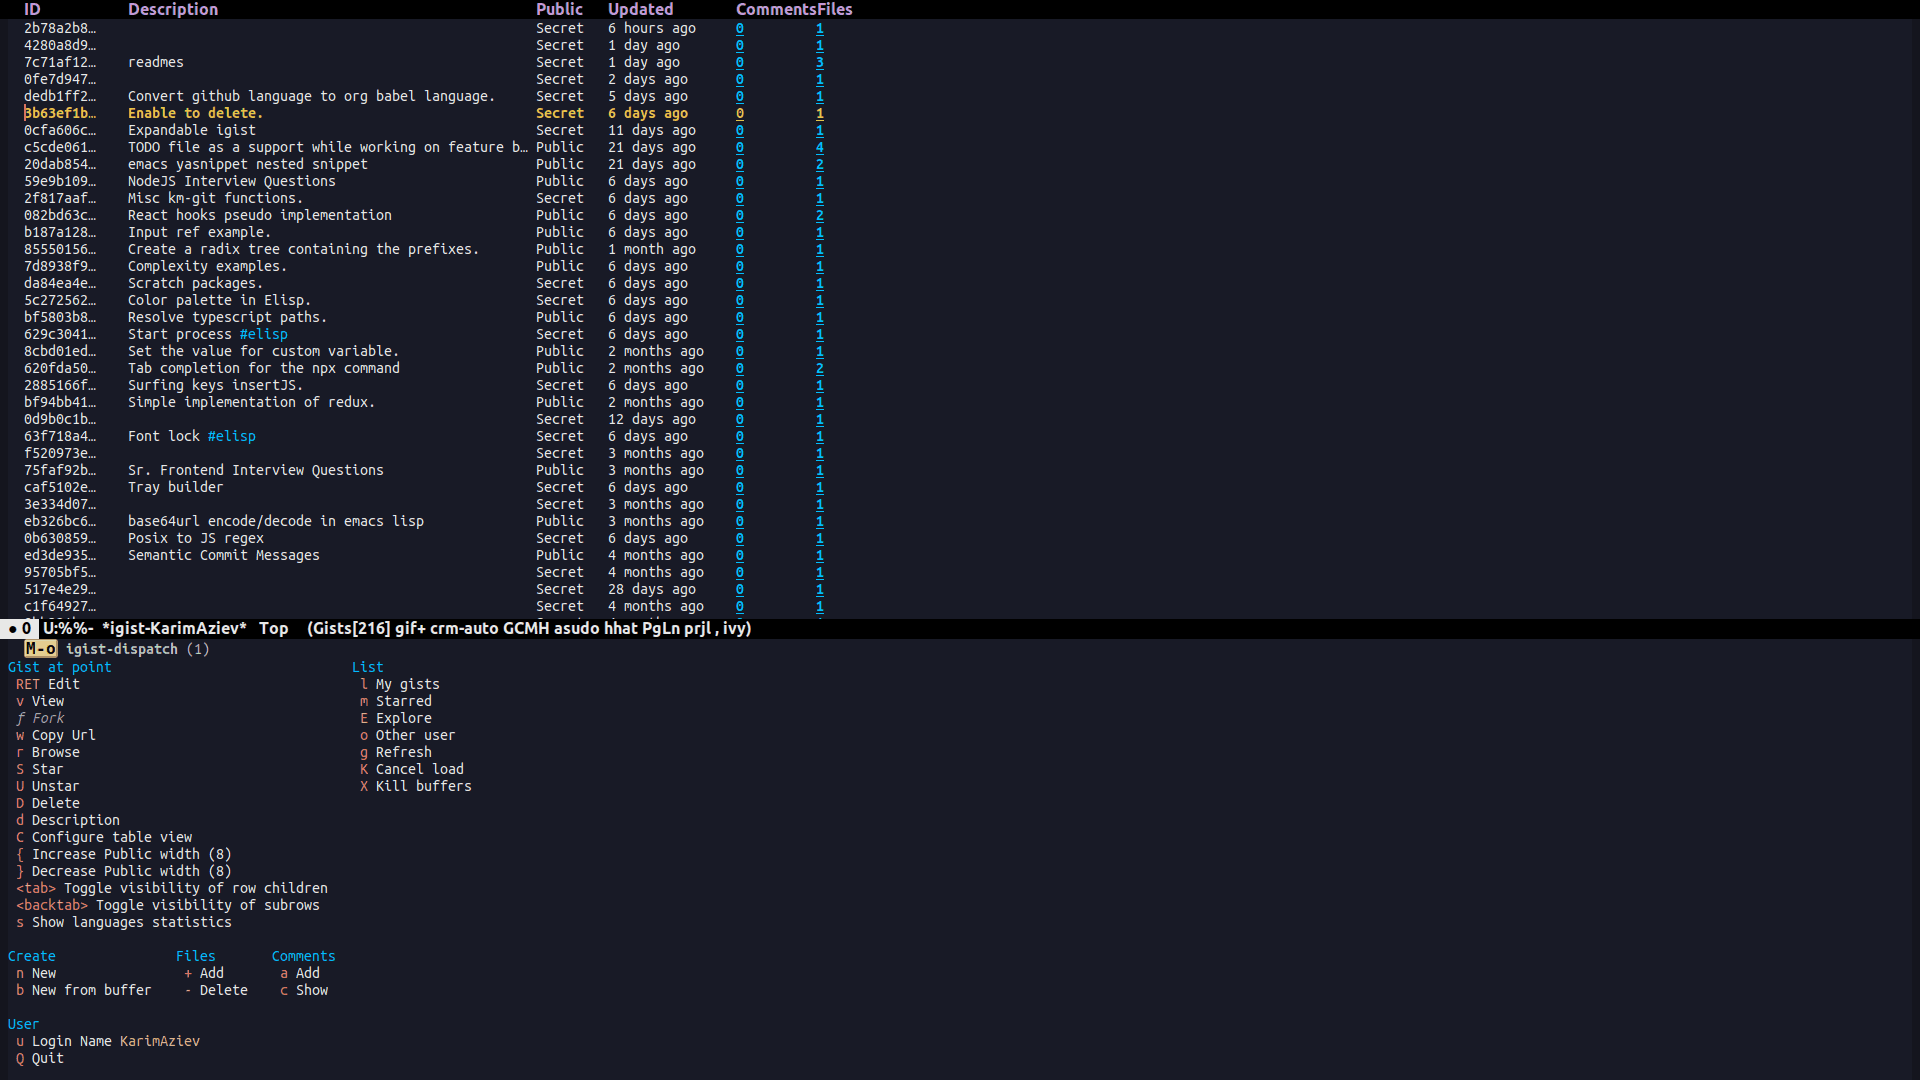 ID Description Public Updated CommentsFiles
2b78a2b8… Secret 6 hours ago 0 1
4280a8d9… Secret 1 day ago 0 1
7c71af12… readmes Secret 1 day ago 0 3
0fe7d947… Secret 2 days ago 0 1
dedb1ff2… Convert github language to org babel language. Secret 5 days ago 0 1
3b63ef1b… Enable to delete. Secret 6 days ago 0 1
0cfa606c… Expandable igist Secret 11 days ago 0 1
c5cde061… TODO file as a support while working on feature b… Public 21 days ago 0 4
20dab854… emacs yasnippet nested snippet Public 21 days ago 0 2
59e9b109… NodeJS Interview Questions Public 6 days ago 0 1
2f817aaf… Misc km-git functions. Secret 6 days ago 0 1
082bd63c… React hooks pseudo implementation Public 6 days ago 0 2
b187a128… Input ref example. Public 6 days ago 0 1
85550156… Create a radix tree containing the prefixes. Public 1 month ago 0 1
7d8938f9… Complexity examples. Public 6 days ago 0 1
da84ea4e… Scratch packages. Secret 6 days ago 0 1
5c272562… Color palette in Elisp. Secret 6 days ago 0 1
bf5803b8… Resolve typescript paths. Public 6 days ago 0 1
629c3041… Start process #elisp Secret 6 days ago 0 1
8cbd01ed… Set the value for custom variable. Public 2 months ago 0 1
620fda50… Tab completion for the npx command Public 2 months ago 0 2
2885166f… Surfing keys insertJS. Secret 6 days ago 0 1
bf94bb41… Simple implementation of redux. Public 2 months ago 0 1
0d9b0c1b… Secret 12 days ago 0 1
63f718a4… Font lock #elisp Secret 6 days ago 0 1
f520973e… Secret 3 months ago 0 1
75faf92b… Sr. Frontend Interview Questions Public 3 months ago 0 1
caf5102e… Tray builder Secret 6 days ago 0 1
3e334d07… Secret 3 months ago 0 1
eb326bc6… base64url encode/decode in emacs lisp Public 3 months ago 0 1
0b630859… Posix to JS regex Secret 6 days ago 0 1
ed3de935… Semantic Commit Messages Public 4 months ago 0 1
95705bf5… Secret 4 months ago 0 1
517e4e29… Secret 28 days ago 0 1
c1f64927… Secret 4 months ago 0 1
● 0 U:%%- *igist-KarimAziev* Top (Gists[216] gif+ crm-auto GCMH asudo hhat PgLn prjl , ivy)
M-o igist-dispatch (1)
Gist at point List
RET Edit l My gists
v View m Starred
f Fork E Explore
w Copy Url o Other user
r Browse g Refresh
S Star K Cancel load
U Unstar X Kill buffers
D Delete
d Description
C Configure table view
{ Increase Public width (8)
} Decrease Public width (8)
<tab> Toggle visibility of row children
<backtab> Toggle visibility of subrows
s Show languages statistics
Create Files Comments
n New + Add a Add
b New from buffer - Delete c Show
User
u Login Name KarimAziev
Q Quit